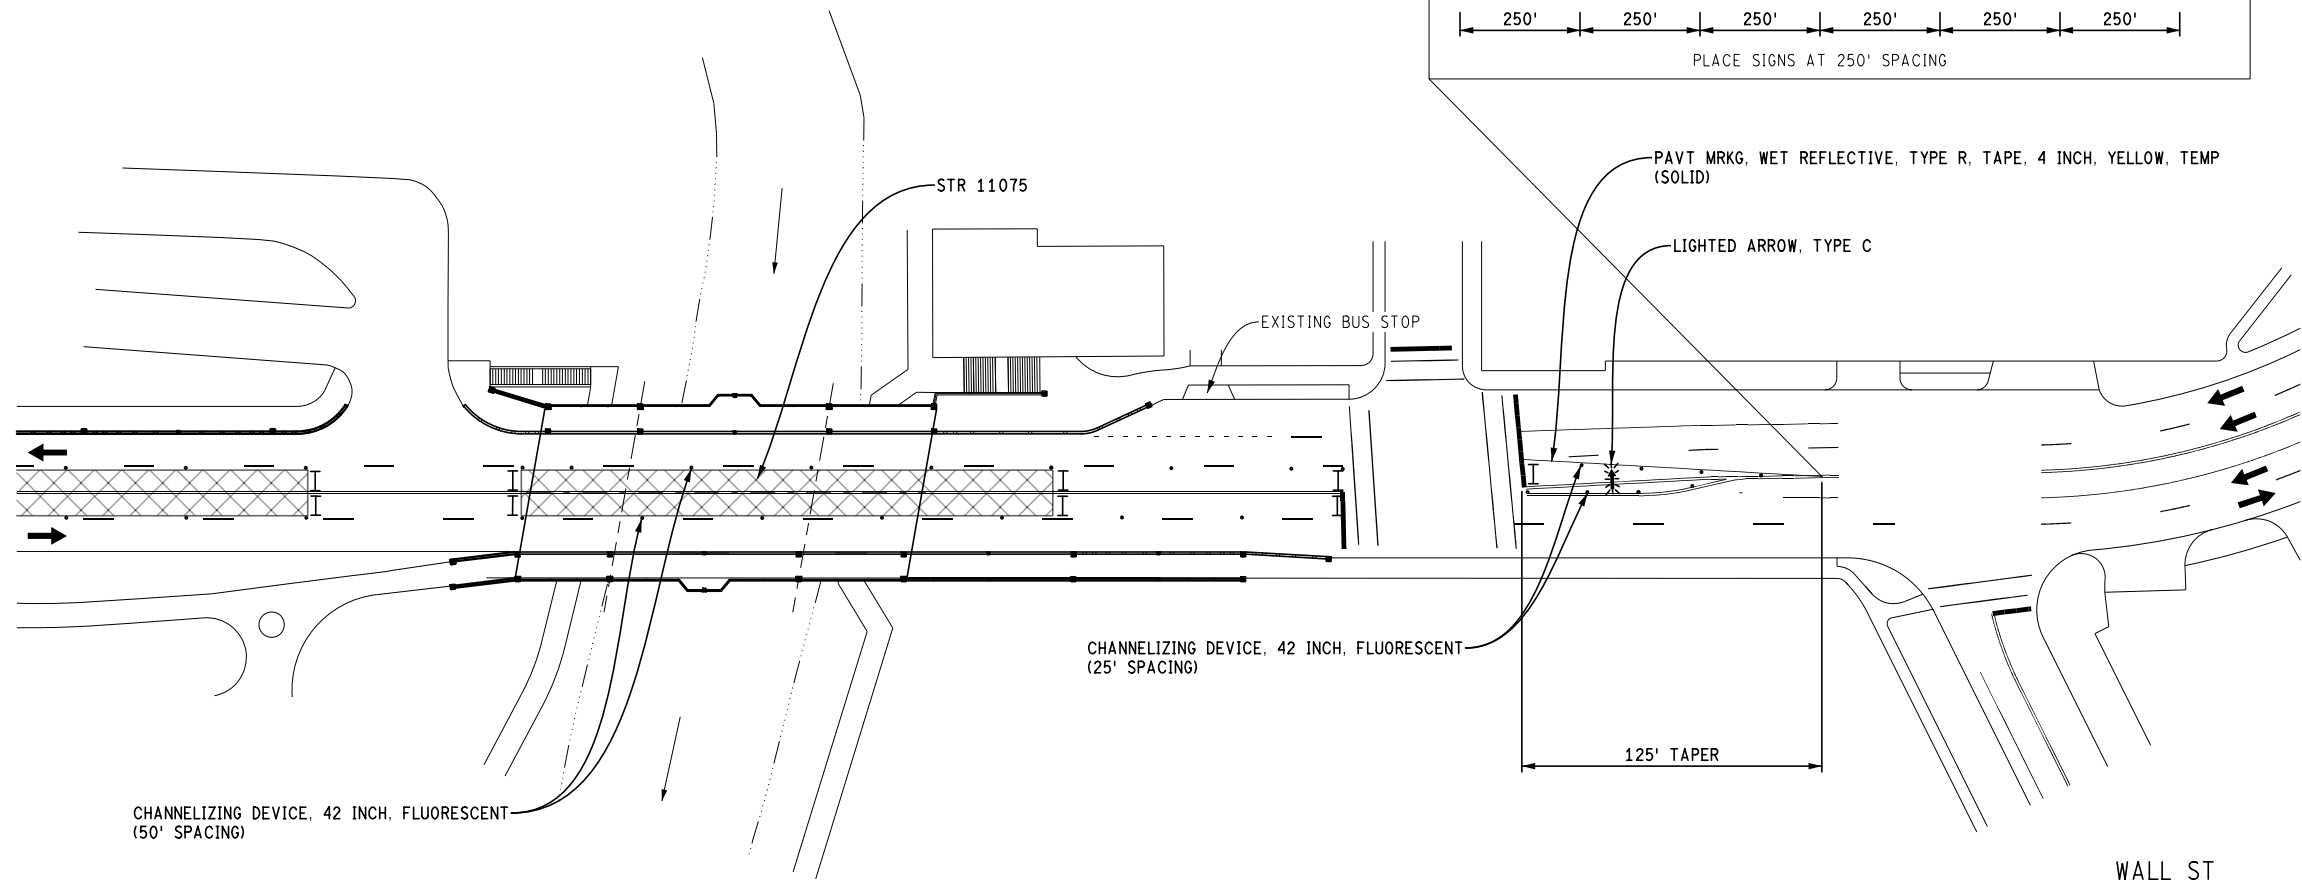 250' 250' 250' 250' 250' 250'
PLACE SIGNS AT 250' SPACING
PAVT MRKG, WET REFLECTIVE, TYPE R, TAPE, 4 INCH, YELLOW, TEMP
(SOLID)
STR 11075
LIGHTED ARROW, TYPE C
EXISTING BUS STOP
CHANNELIZING DEVICE, 42 INCH, FLUORESCENT
(25' SPACING)
125' TAPER
CHANNELIZING DEVICE, 42 INCH, FLUORESCENT
(50' SPACING)
WALL ST